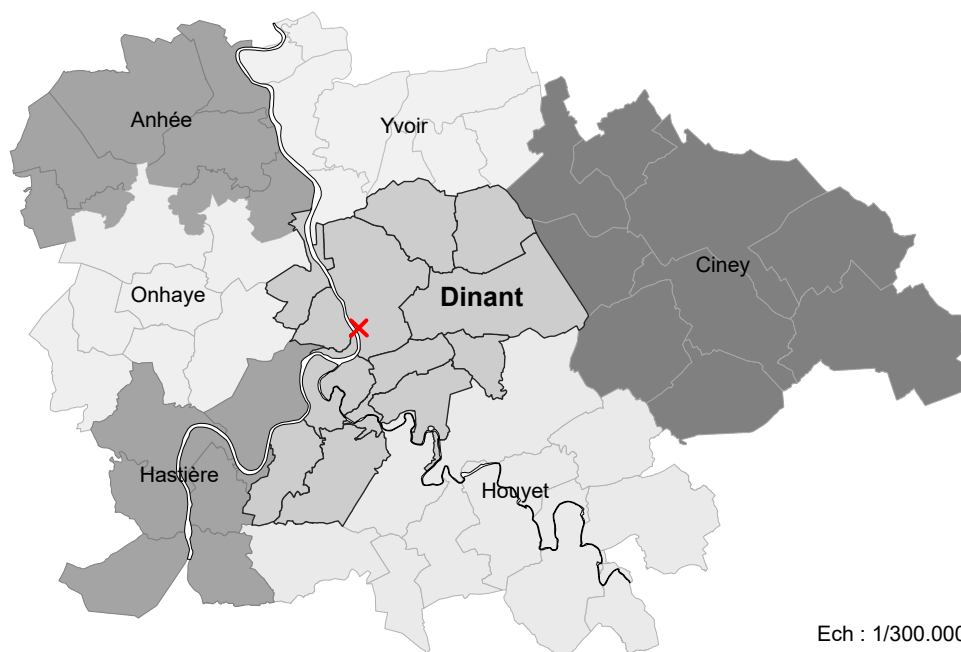 Anhée
Yvoir
Ciney
Onhaye
Dinant
Hastière
Houyet
Ech : 1/300.000